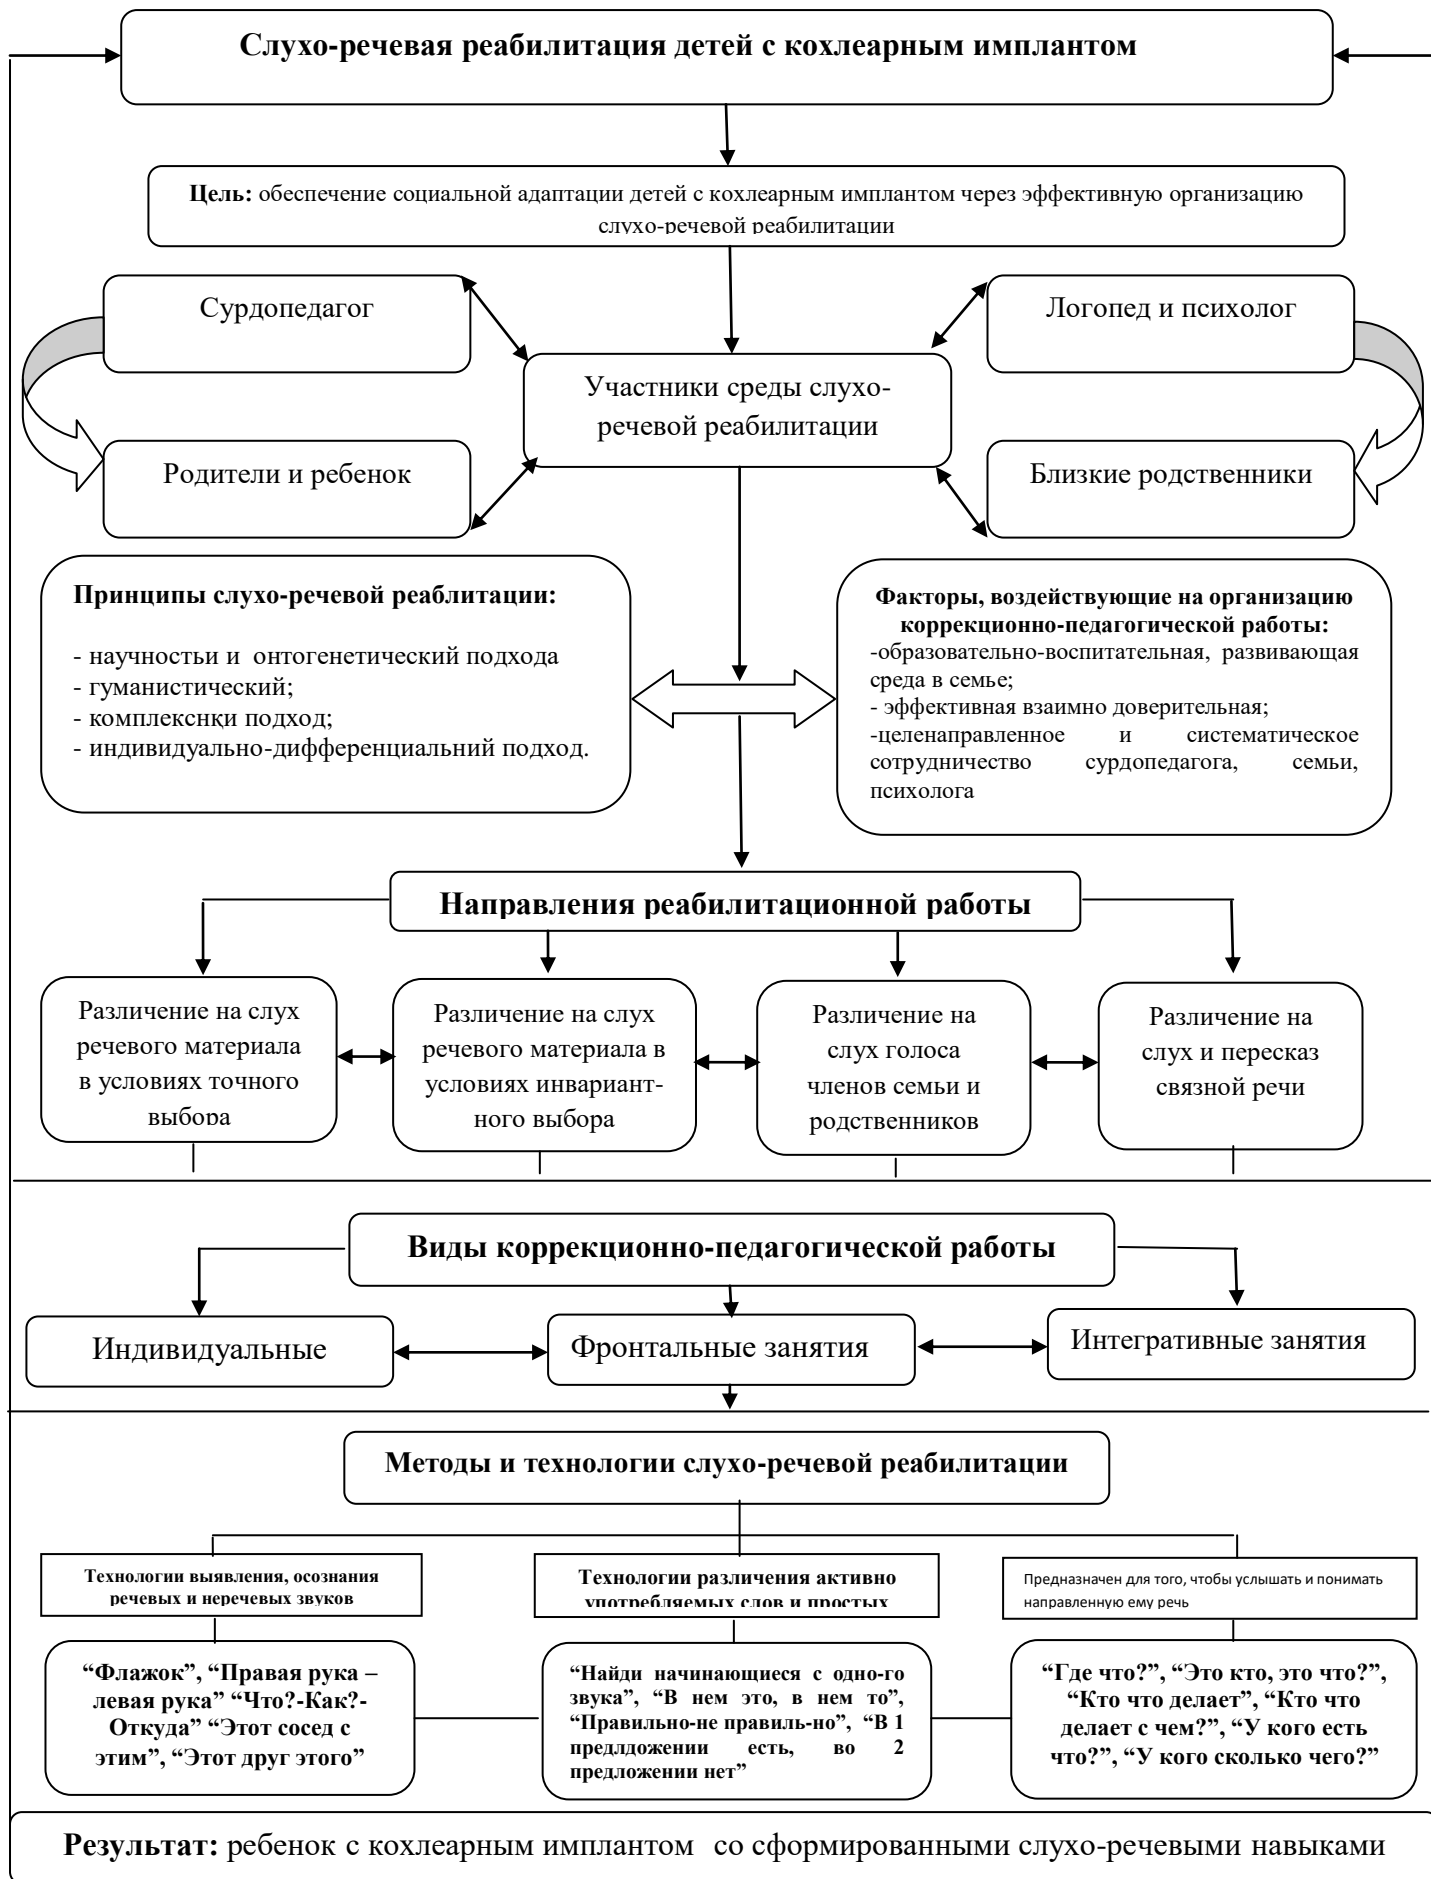 Слухо-речевая реабилитация детей с кохлеарным имплантом
Цель: обеспечение социальной адаптации детей с кохлеарным имплантом через эффективную организацию
слухо-речевой реабилитации
Сурдопедагог
Логопед и психолог
Участники среды слухо-
речевой реабилитации
Родители и ребенок
Близкие родственники
Принципы слухо-речевой реаблитации:
- научностьи и онтогенетический подхода
- гуманистический;
- комплекснқи подход;
- индивидуально-дифференциальний подход.
Факторы, воздействующие на организацию
коррекционно-педагогической работы:
-образовательно-воспитательная, развивающая
среда в семье;
- эффективная взаимно доверительная;
-целенаправленное и систематическое
сотрудничество сурдопедагога, семьи,
психолога
Направления реабилитационной работы
Различение на слух
речевого материала
в условиях точного
выбора
Различение на слух
речевого материала в
условиях инвариант-
ного выбора
Различение на
слух голоса
членов семьи и
родственников
Различение на
слух и пересказ
связной речи
Виды коррекционно-педагогической работы
Индивидуальные
Фронтальные занятия
Интегративные занятия
Методы и технологии слухо-речевой реабилитации
Технологии выявления, осознания
речевых и неречевых звуков
Технологии различения активно
употребляемых слов и простых
Предназначен для того, чтобы услышать и понимать
направленную ему речь
“Флажок”, “Правая рука –
левая рука” “Что?-Как?-
Откуда” “Этот сосед с
этим”, “Этот друг этого”
“Найди начинающиеся с одно-го
звука”, “В нем это, в нем то”,
“Правильно-не правиль-но”, “В 1
предлдожении есть, во 2
предложении нет”
“Где что?”, “Это кто, это что?”,
“Кто что делает”, “Кто что
делает с чем?”, “У кого есть
что?”, “У кого сколько чего?”
Результат: ребенок с кохлеарным имплантом со сформированными слухо-речевыми навыками